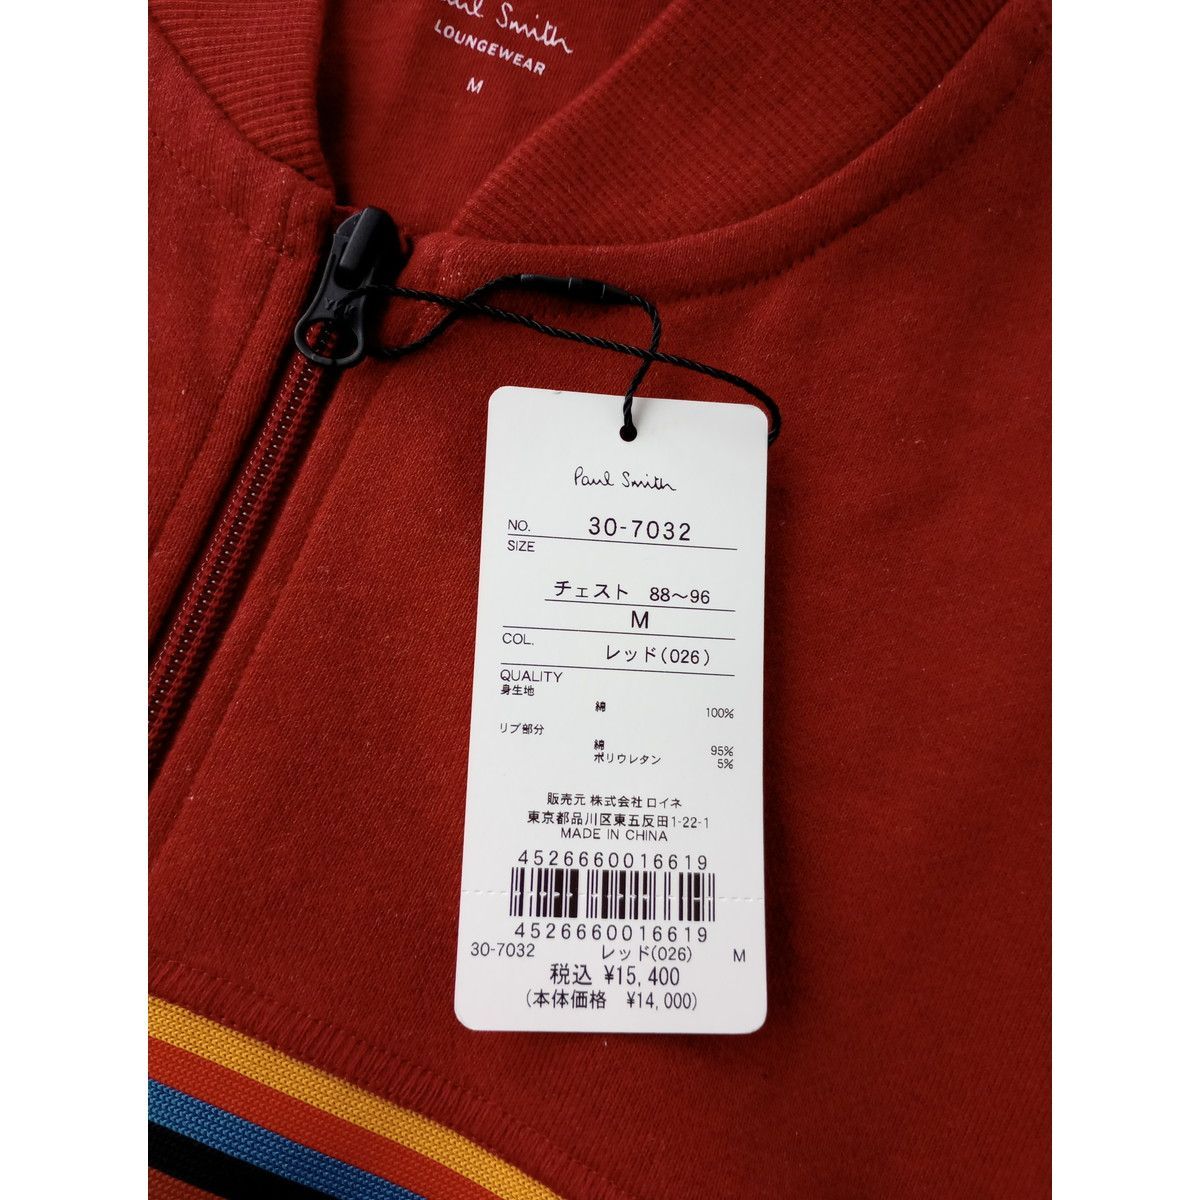 Paul Smith
LOUNGEWEAR
M
YKK
Paul Smith
NO. 30-7032
SIZE
チェスト 88～96
M
COL.
レッド(026)
QUALITY
身生地
綿 100%
リブ部分
綿 95%
ポリウレタン 5%
販売元 株式会社 ロイネ
東京都品川区東五反田1-22-1
MADE IN CHINA
4526660016619
4526660016619
30-7032 レッド(026) M
税込 ¥15,400
(本体価格 ¥14,000)